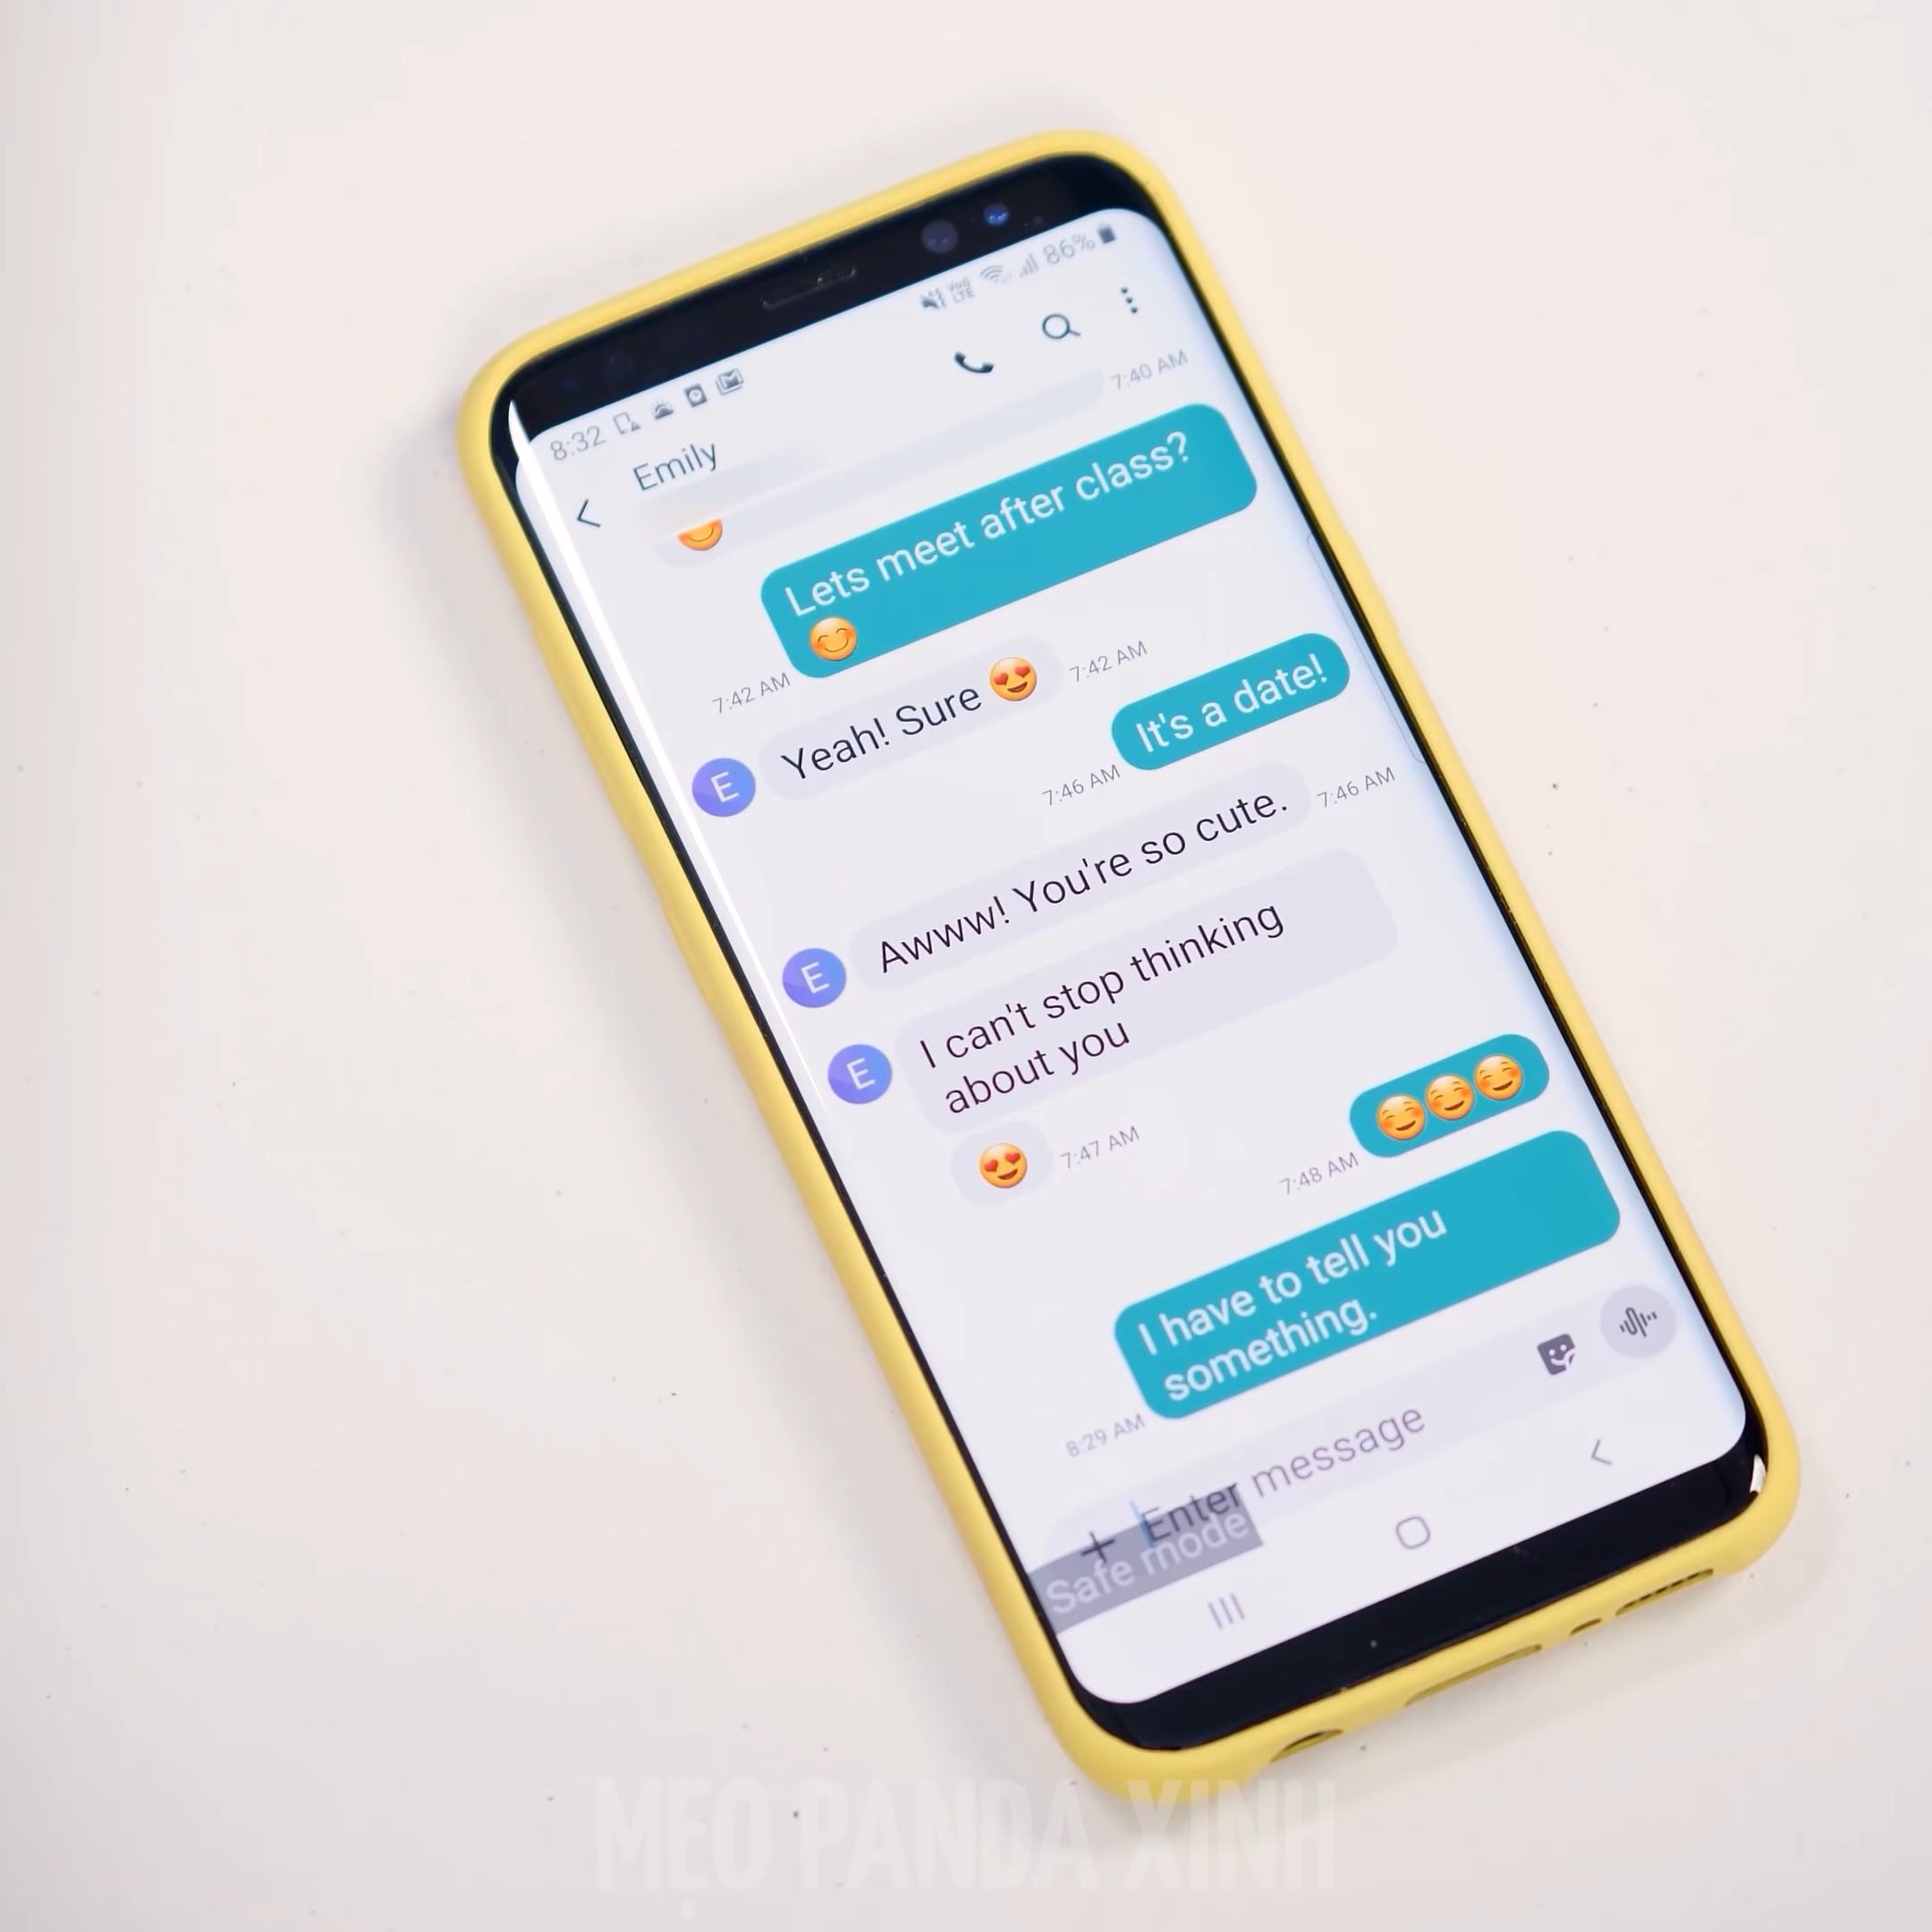 8:32
VoLTE
86%
Emily
7:40 AM
Lets meet after class?
😊
7:42 AM
Yeah! Sure 😍
7:42 AM
It's a date!
7:46 AM
E
Awww! You're so cute.
7:46 AM
E
I can't stop thinking
about you
E
😍
7:47 AM
☺️☺️☺️
7:48 AM
I have to tell you
something.
8:29 AM
Enter message
Safe mode
MẸO PANDA XINH